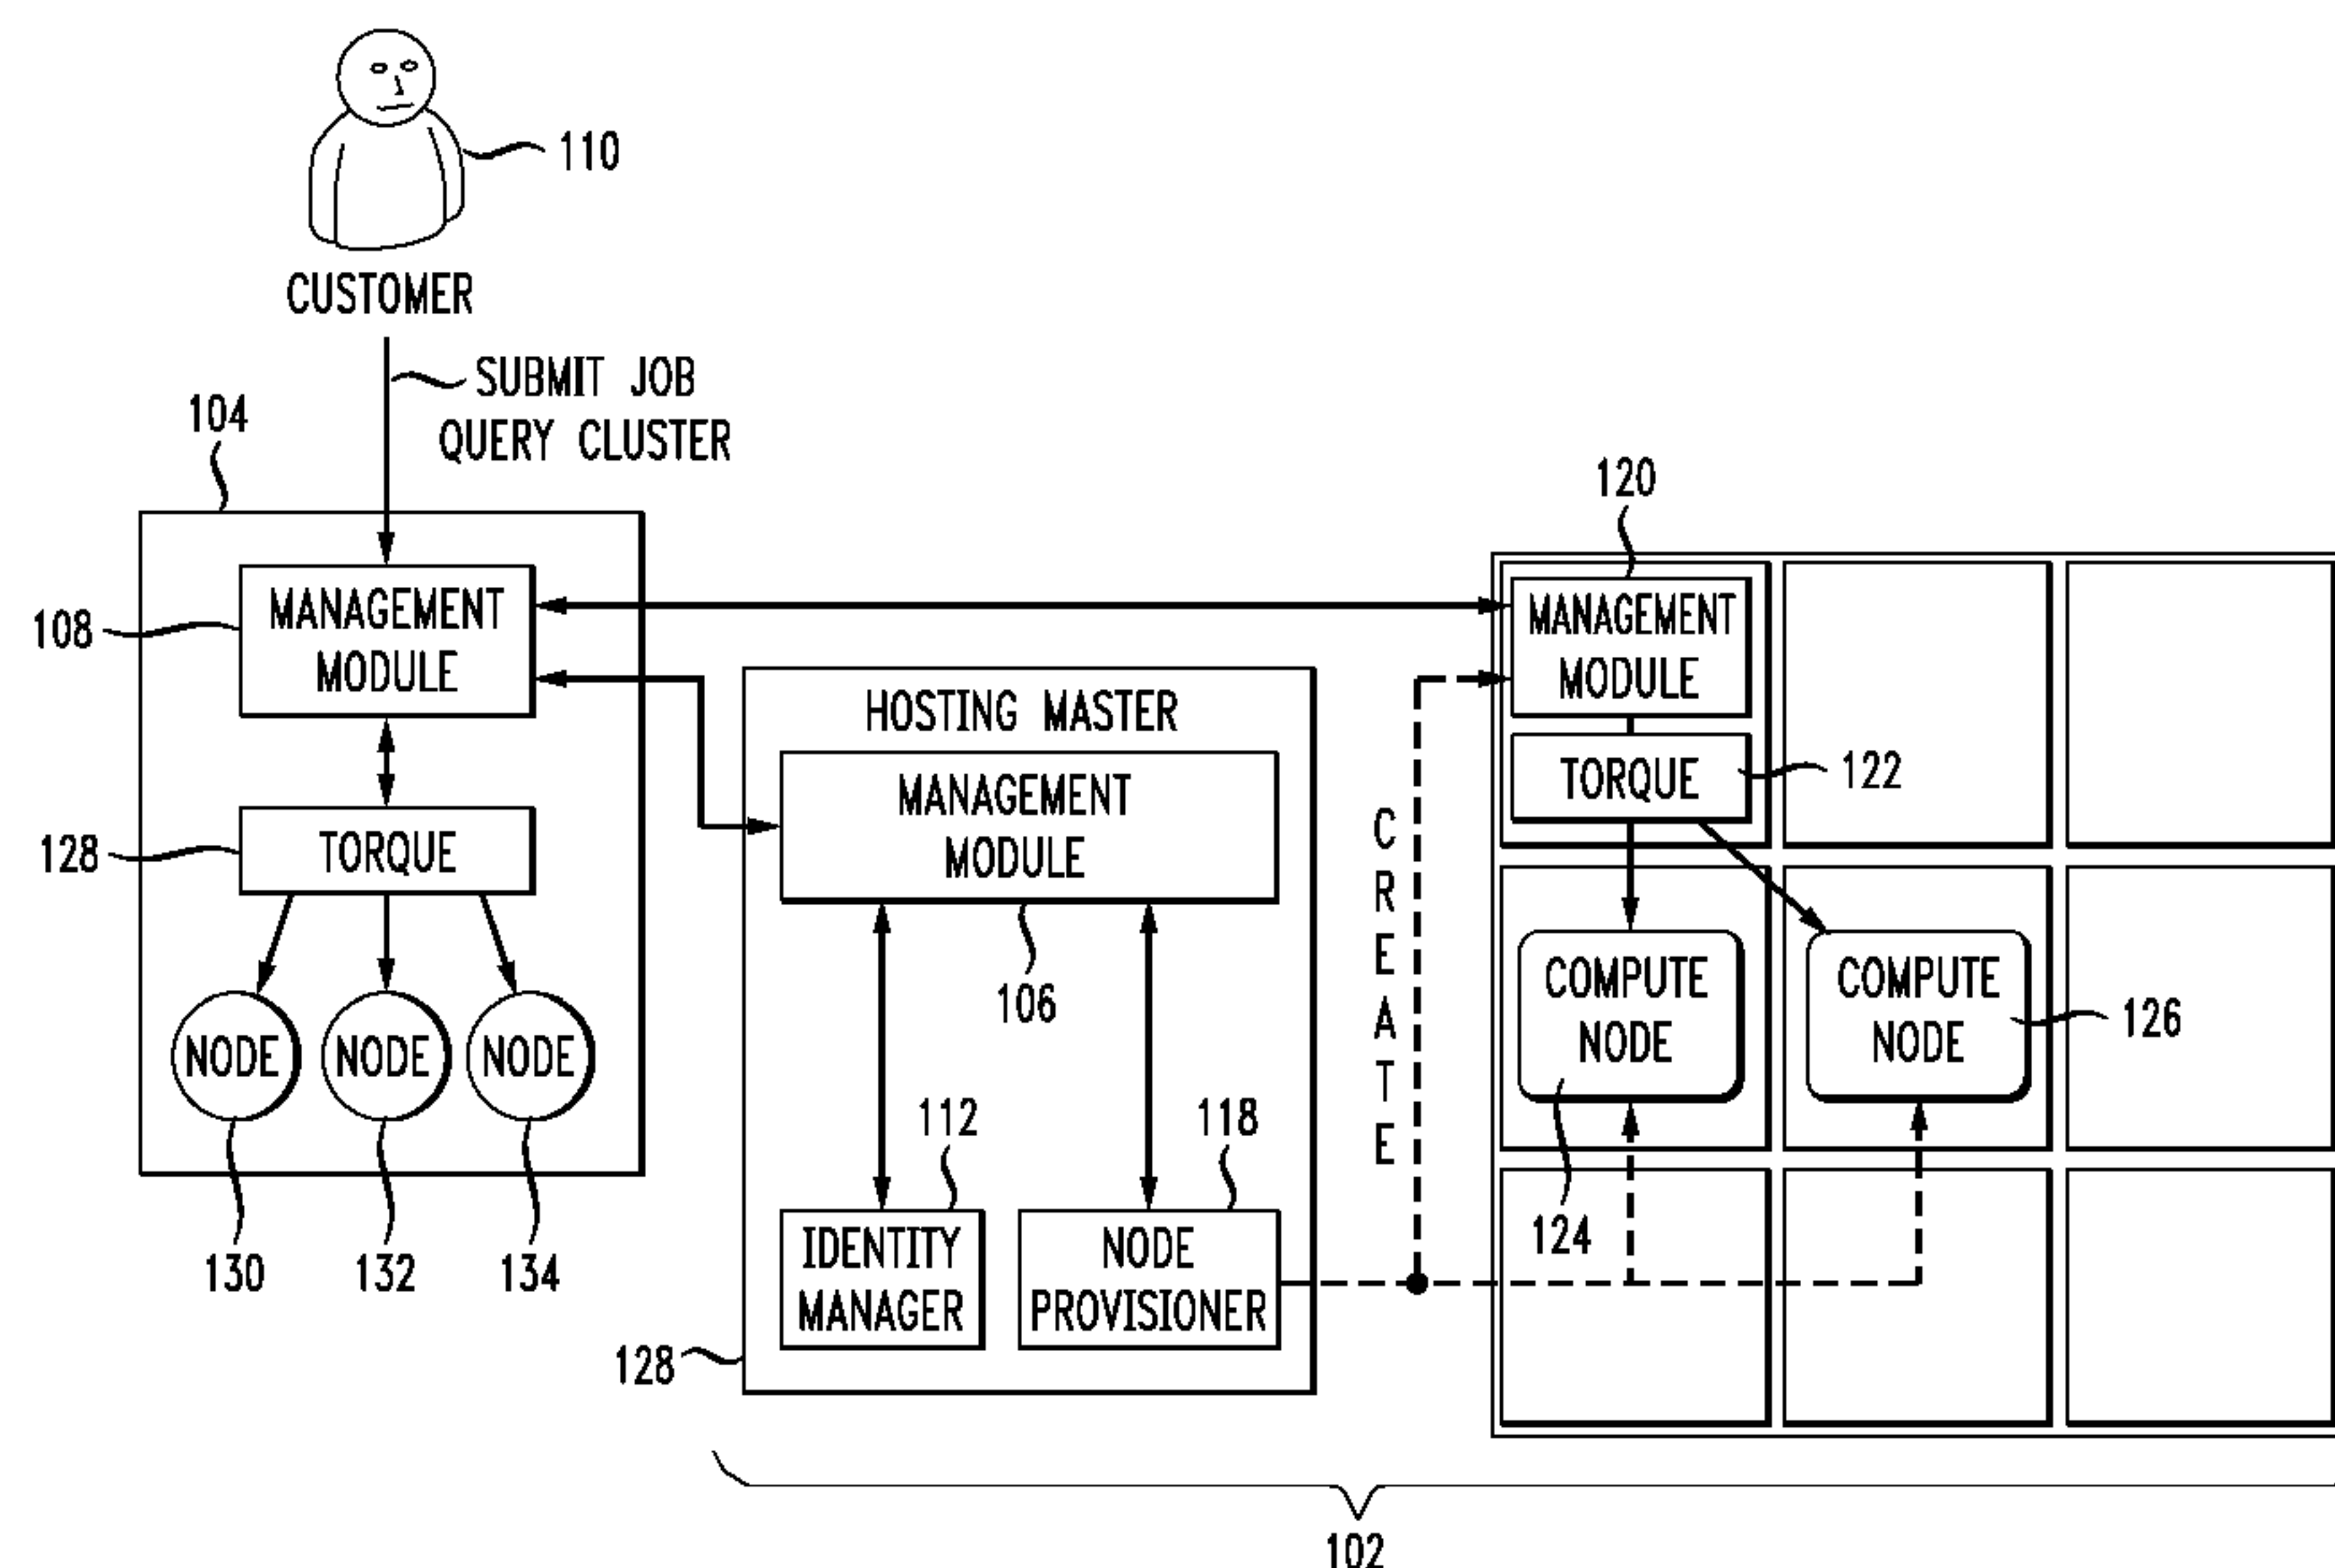 110
CUSTOMER
SUBMIT JOB
QUERY CLUSTER
104
108
MANAGEMENT
MODULE
128
TORQUE
NODE
NODE
NODE
130
132
134
HOSTING MASTER
MANAGEMENT
MODULE
106
112
118
IDENTITY
MANAGER
NODE
PROVISIONER
128
CREATE
120
MANAGEMENT
MODULE
TORQUE
122
COMPUTE
NODE
COMPUTE
NODE
126
124
102